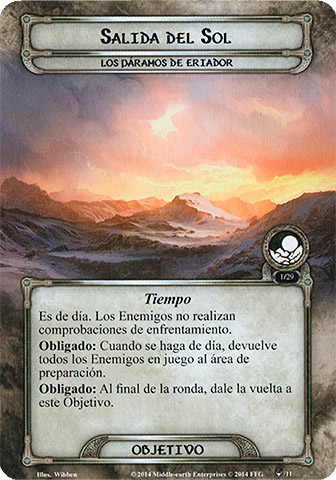 Salida del Sol
Los Páramos de Eriador
1/29
Tiempo
Es de día. Los Enemigos no realizan
comprobaciones de enfrentamiento.
Obligado: Cuando se haga de día, devuelve
todos los Enemigos en juego al área de
preparación.
Obligado: Al final de la ronda, dale la vuelta a
este Objetivo.
Objetivo
Illus. Wibben
© 2014 Middle-earth Enterprises © 2014 FFG
11